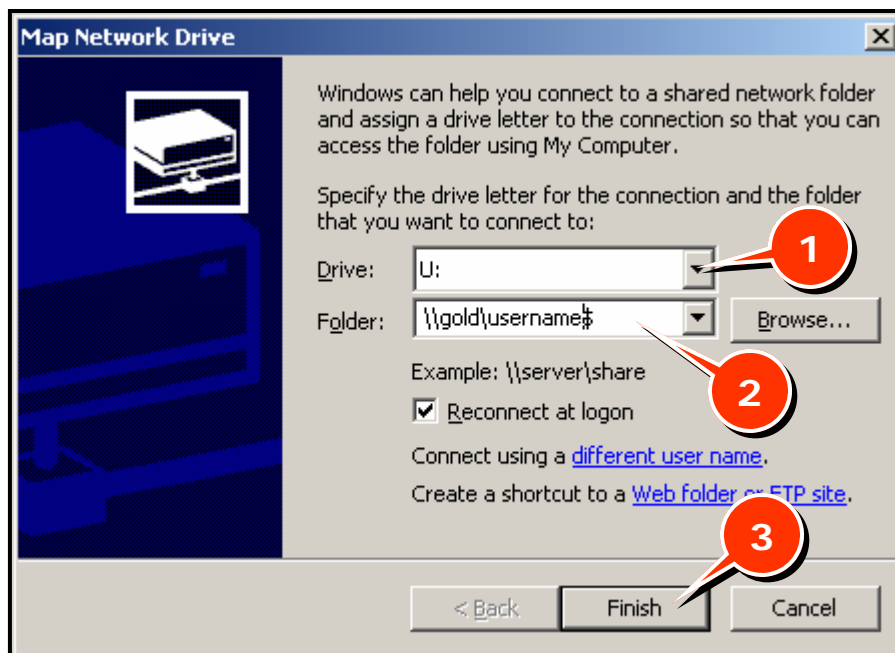 Map Network Drive
Windows can help you connect to a shared network folder
and assign a drive letter to the connection so that you can
access the folder using My Computer.
Specify the drive letter for the connection and the folder
that you want to connect to:
Drive: U: 1
Folder: \\gold\username$ Browse...
Example: \\server\share
2
Reconnect at logon
Connect using a different user name.
Create a shortcut to a Web folder or FTP site.
3
< Back Finish Cancel